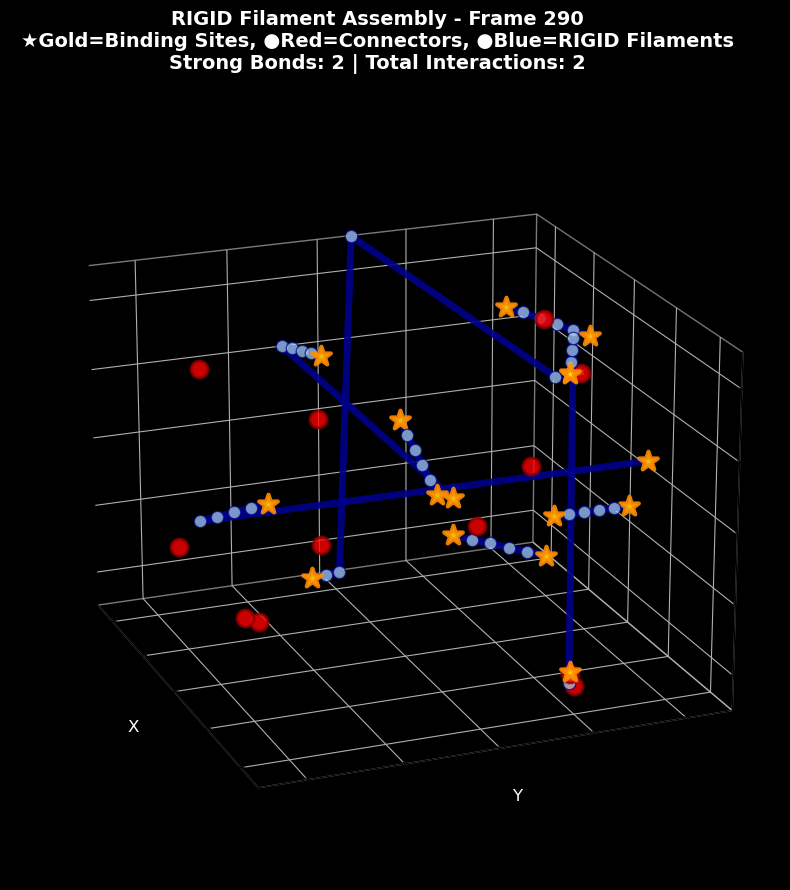 RIGID Filament Assembly - Frame 290
★Gold=Binding Sites, ●Red=Connectors, ●Blue=RIGID Filaments
Strong Bonds: 2 | Total Interactions: 2
X
Y